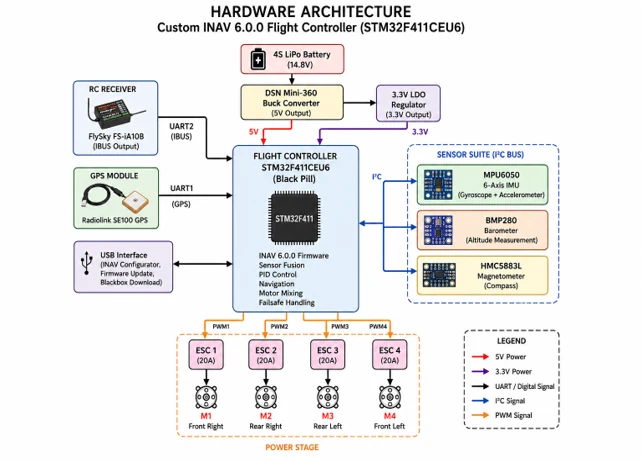 HARDWARE ARCHITECTURE
Custom INAV 6.0.0 Flight Controller (STM32F411CEU6)
4S LiPo Battery
(14.8V)
DSN Mini-360
Buck Converter
(5V Output)
3.3V LDO
Regulator
(3.3V Output)
5V
3.3V
RC RECEIVER
FlySky FS-iA10B
(IBUS Output)
UART2
(IBUS)
GPS MODULE
Radiolink SE100 GPS
UART1
(GPS)
USB Interface
(INAV Configurator,
Firmware Update,
Blackbox Download)
FLIGHT CONTROLLER
STM32F411CEU6
(Black Pill)
STM32F411
INAV 6.0.0 Firmware
Sensor Fusion
PID Control
Navigation
Motor Mixing
Failsafe Handling
I²C
SENSOR SUITE (I²C BUS)
MPU6050
6-Axis IMU
(Gyroscope + Accelerometer)
BMP280
Barometer
(Altitude Measurement)
HMC5883L
Magnetometer
(Compass)
PWM1
PWM2
PWM3
PWM4
ESC 1
(20A)
ESC 2
(20A)
ESC 3
(20A)
ESC 4
(20A)
M1
Front Right
M2
Rear Right
M3
Rear Left
M4
Front Left
POWER STAGE
LEGEND
5V Power
3.3V Power
UART / Digital Signal
I²C Signal
PWM Signal